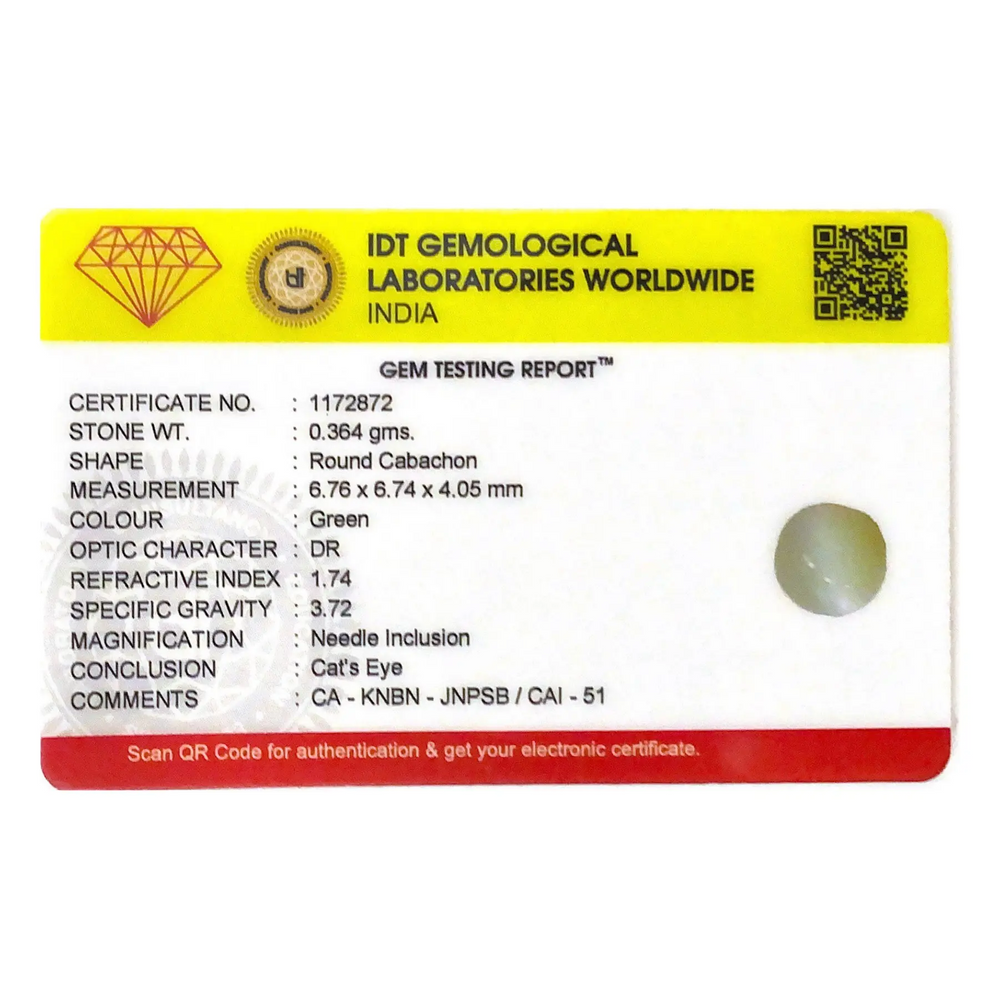 IDT GEMOLOGICAL
LABORATORIES WORLDWIDE
INDIA
GEM TESTING REPORT™
CERTIFICATE NO. : 1172872
STONE WT. : 0.364 gms.
SHAPE : Round Cabachon
MEASUREMENT : 6.76 x 6.74 x 4.05 mm
COLOUR : Green
OPTIC CHARACTER : DR
REFRACTIVE INDEX : 1.74
SPECIFIC GRAVITY : 3.72
MAGNIFICATION : Needle Inclusion
CONCLUSION : Cat's Eye
COMMENTS : CA - KNBN - JNPSB / CAI - 51
Scan QR Code for authentication & get your electronic certificate.